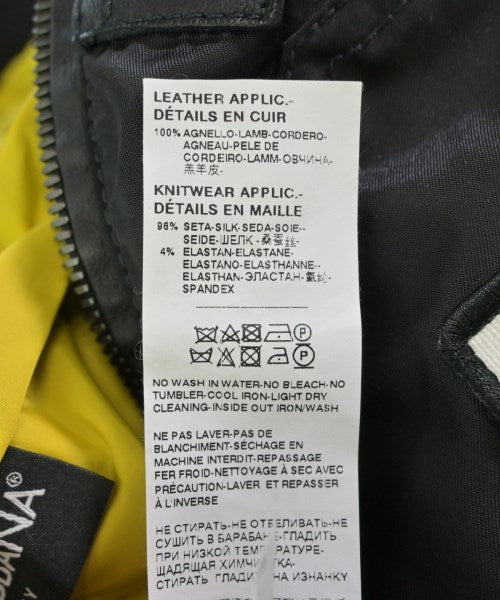 LEATHER APPLIC.-
DÉTAILS EN CUIR
100% AGNELLO-LAMB-CORDERO-
AGNEAU-PELE DE
CORDEIRO-LAMM-ОВЧИНА-
羔羊皮-
KNITWEAR APPLIC.-
DÉTAILS EN MAILLE
96% SETA-SILK-SEDA-SOIE-
SEIDE-ШЕЛК-桑蚕丝-
4% ELASTAN-ELASTANE-
ELASTANO-ELASTHANNE-
ELASTHAN-ЭЛАСТАН-氨纶-
SPANDEX
P
P
NO WASH IN WATER-NO BLEACH-NO
TUMBLER-COOL IRON-LIGHT DRY
CLEANING-INSIDE OUT IRON/WASH
NE PAS LAVER-PAS DE
BLANCHIMENT-SÉCHAGE EN
MACHINE INTERDIT-REPASSAGE
FER FROID-NETTOYAGE À SEC AVEC
PRÉCAUTION-LAVER ET REPASSER
À L'INVERSE
НЕ СТИРАТЬ-НЕ ОТБЕЛИВАТЬ-НЕ
СУШИТЬ В БАРАБАНЕ-ГЛАДИТЬ
ПРИ НИЗКОЙ ТЕМПЕРАТУРЕ-
ЩАДЯЩАЯ ХИМЧИСТКА-
СТИРАТЬ ГЛАДИТЬ НА ИЗНАНКУ
BBANA®
Y